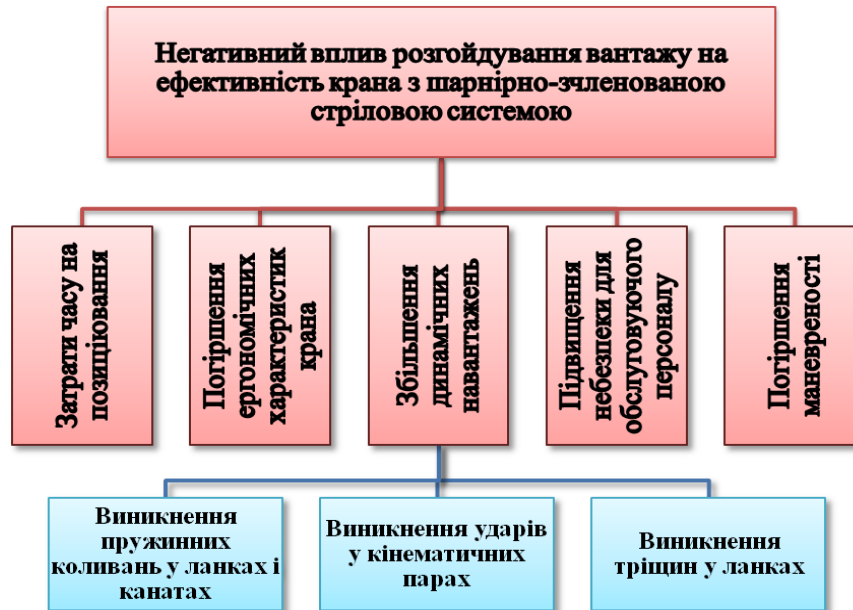 Негативний вплив розгойдування вантажу на
ефективність крана з шарнірно-зчленованою
стріловою системою
Затрати часу на
позиціювання
Погіршення
ергономічних
характеристик
крана
Збільшення
динамічних
навантажень
Підвищення
небезпеки для
обслуговуючого
персоналу
Погіршення
маневреності
Виникнення
пружинних
коливань у ланках і
канатах
Виникнення ударів
у кінематичних
парах
Виникнення
тріщин у ланках